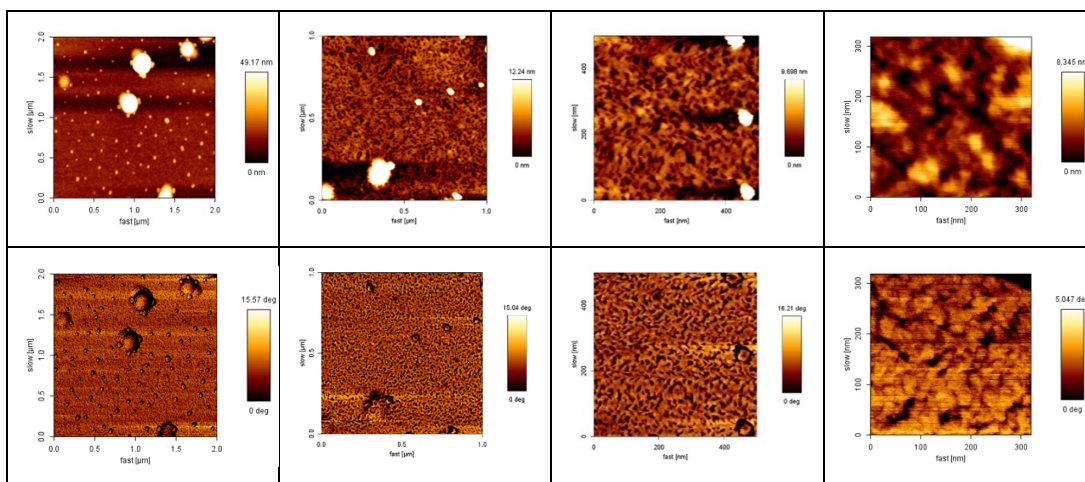 2.0
1.5
1.0
0.5
0.0
slow [µm]
49.17 nm
0 nm
0.0 0.5 1.0 1.5 2.0
fast [µm]
1.0
0.5
0.0
slow [µm]
12.24 nm
0 nm
0.0 0.5 1.0
fast [µm]
400
200
0
slow [nm]
9.698 nm
0 nm
0 200 400
fast [nm]
300
200
100
0
slow [nm]
8.345 nm
0 nm
0 100 200 300
fast [nm]
2.0
1.5
1.0
0.5
0.0
slow [µm]
15.57 deg
0 deg
0.0 0.5 1.0 1.5 2.0
fast [µm]
1.0
0.5
0.0
slow [µm]
15.04 deg
0 deg
0.0 0.5 1.0
fast [µm]
400
200
0
slow [nm]
16.21 deg
0 deg
0 200 400
fast [nm]
300
200
100
0
slow [nm]
5.047 de
0 deg
0 100 200 300
fast [nm]